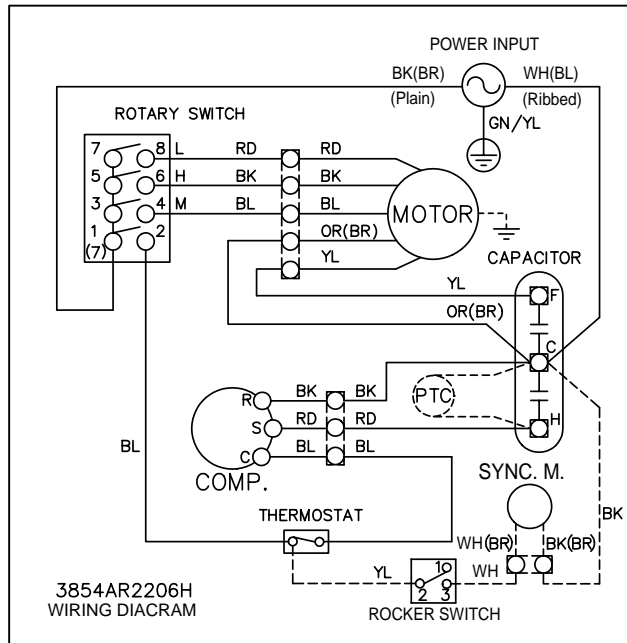 POWER INPUT
BK(BR) WH(BL)
(Plain) (Ribbed)
GN/YL
ROTARY SWITCH
7 8 L RD RD
5 6 H BK BK
3 4 M BL BL
1 2
(7)
MOTOR
OR(BR)
YL
CAPACITOR
YL F
OR(BR)
C
R BK BK
PTC
S RD RD H
C BL BL
COMP.
BL
SYNC. M.
BK
THERMOSTAT
WH(BR) BK(BR)
YL 1 WH
2 3
ROCKER SWITCH
3854AR2206H
WIRING DIACRAM